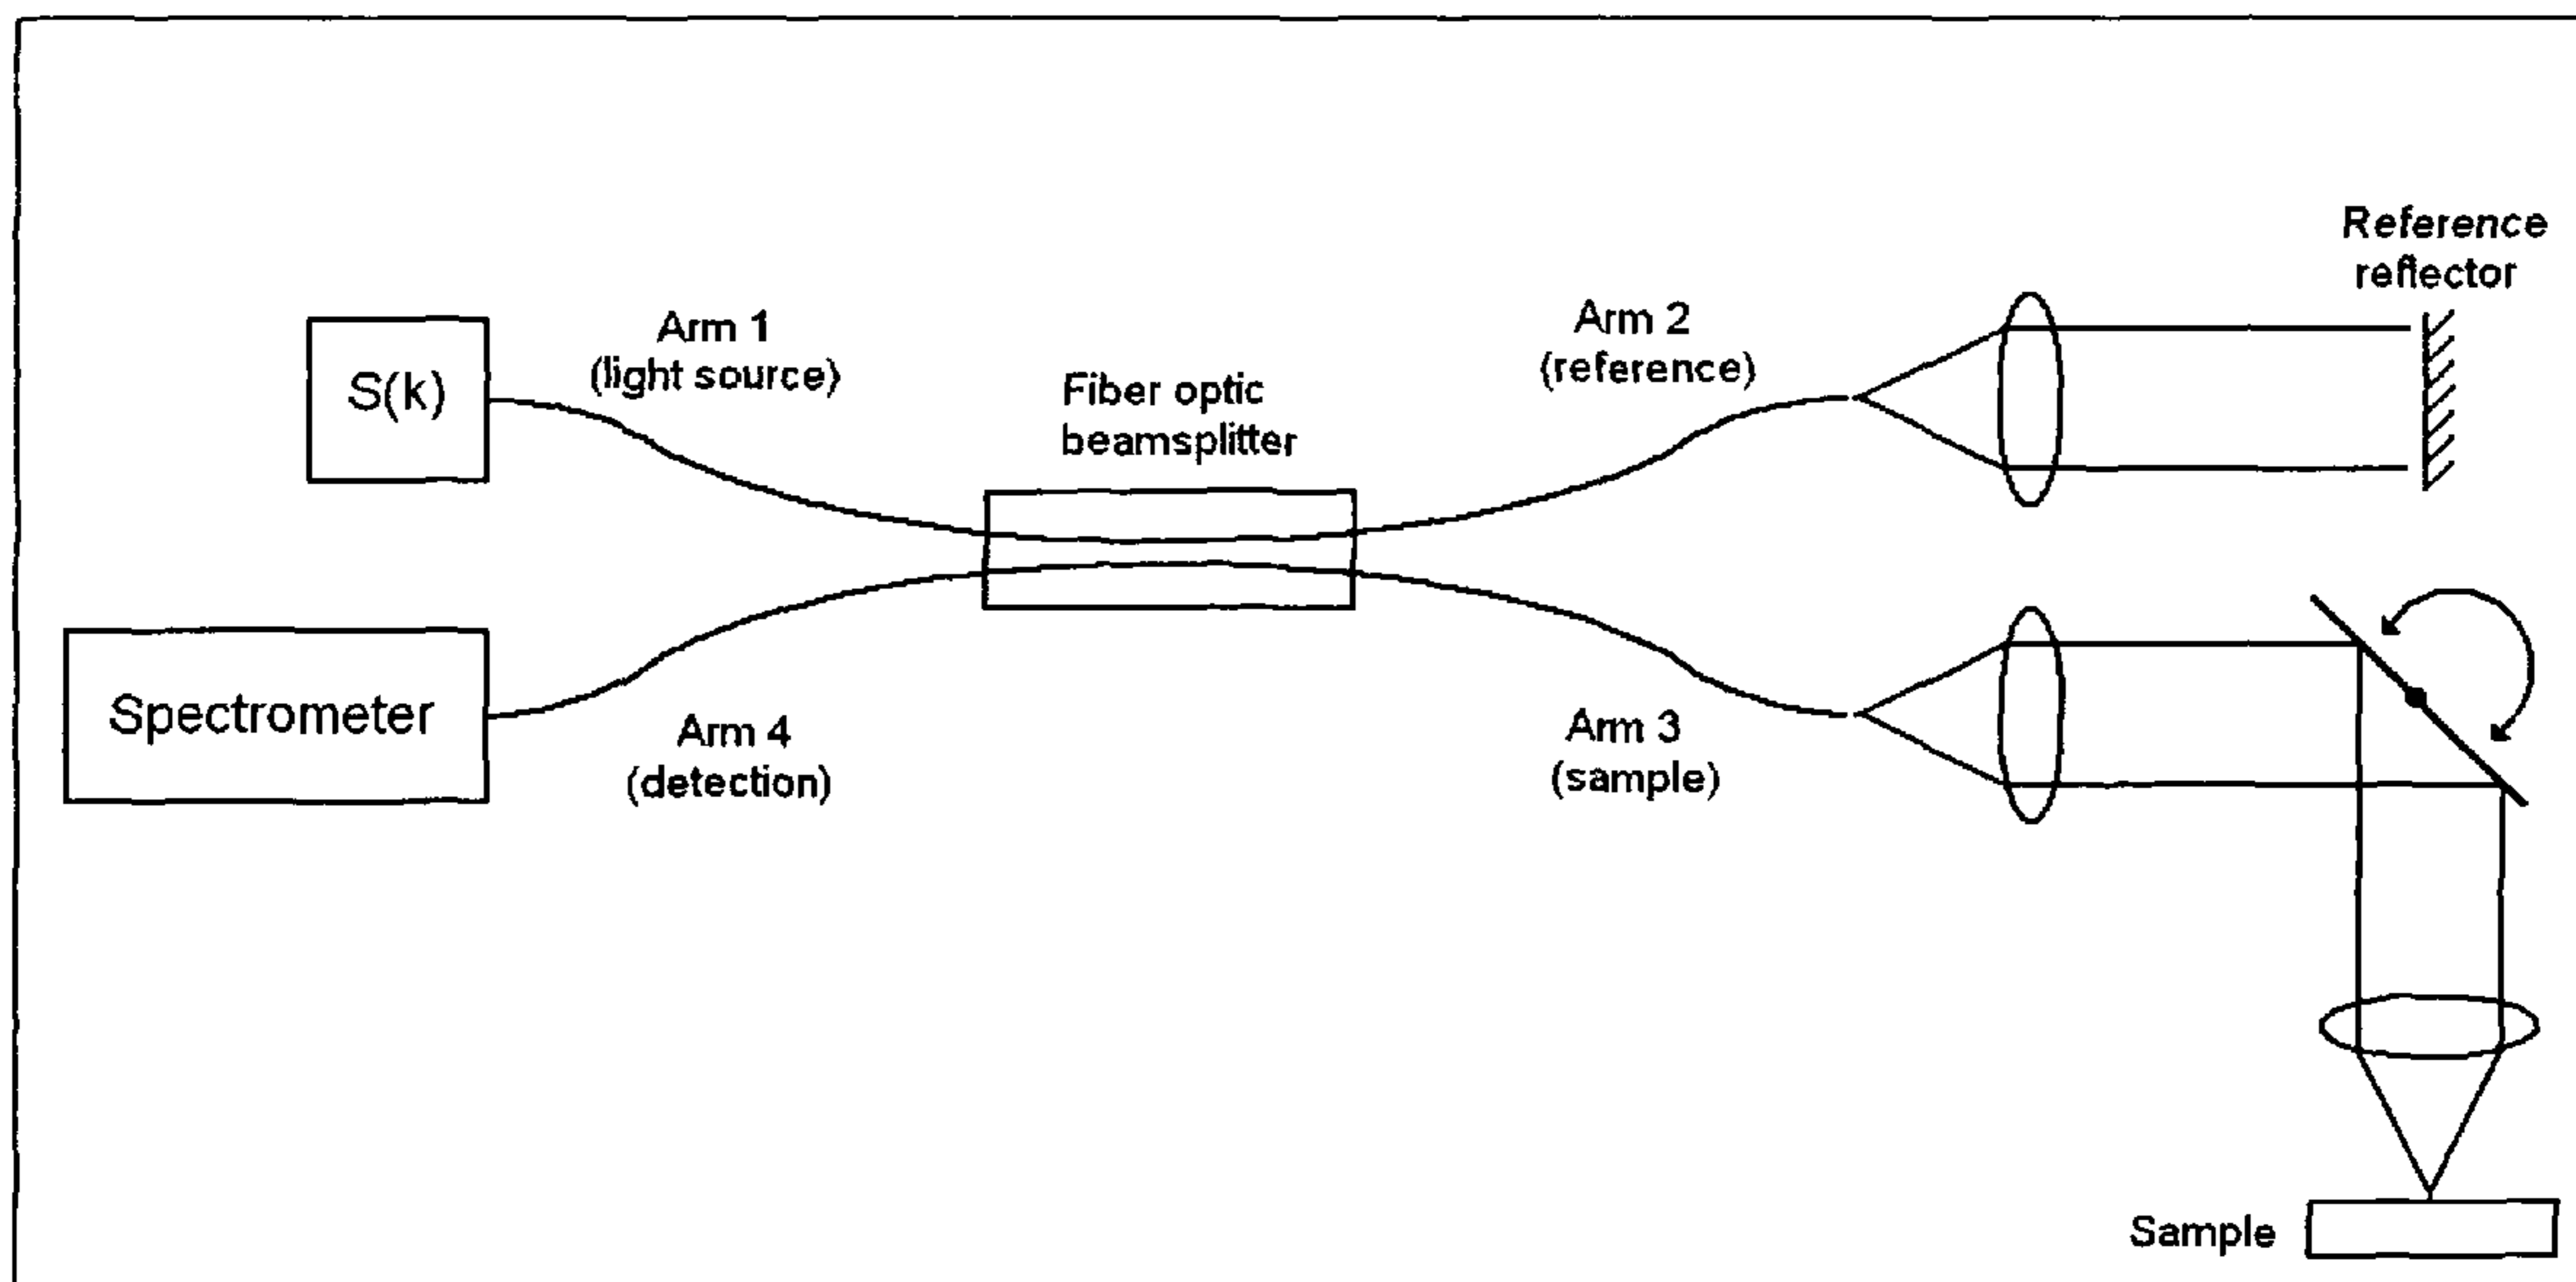 Reference
reflector
Arm 1
(light source)
Arm 2
(reference)
S(k)
Fiber optic
beamsplitter
Spectrometer
Arm 4
(detection)
Arm 3
(sample)
Sample